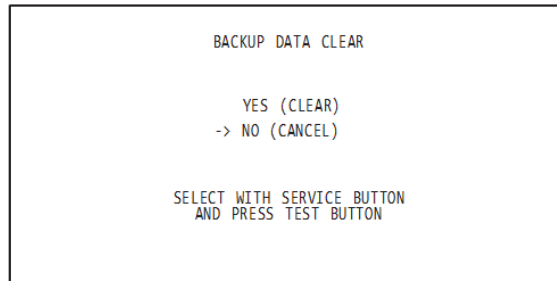 BACKUP DATA CLEAR
YES (CLEAR)
-> NO (CANCEL)
SELECT WITH SERVICE BUTTON
AND PRESS TEST BUTTON